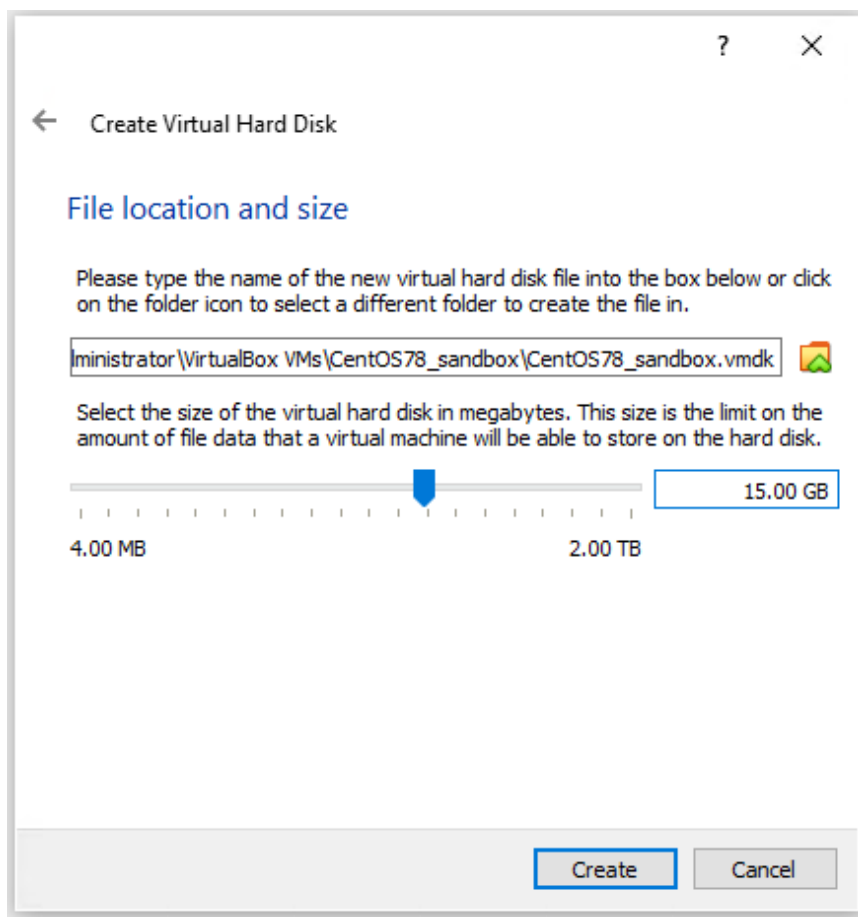 ?
Create Virtual Hard Disk
File location and size
Please type the name of the new virtual hard disk file into the box below or click
on the folder icon to select a different folder to create the file in.
lministrator\VirtualBox VMs\CentOS78_sandbox\CentOS78_sandbox.vmdk
Select the size of the virtual hard disk in megabytes. This size is the limit on the
amount of file data that a virtual machine will be able to store on the hard disk.
15.00 GB
4.00 MB 2.00 TB
Create Cancel